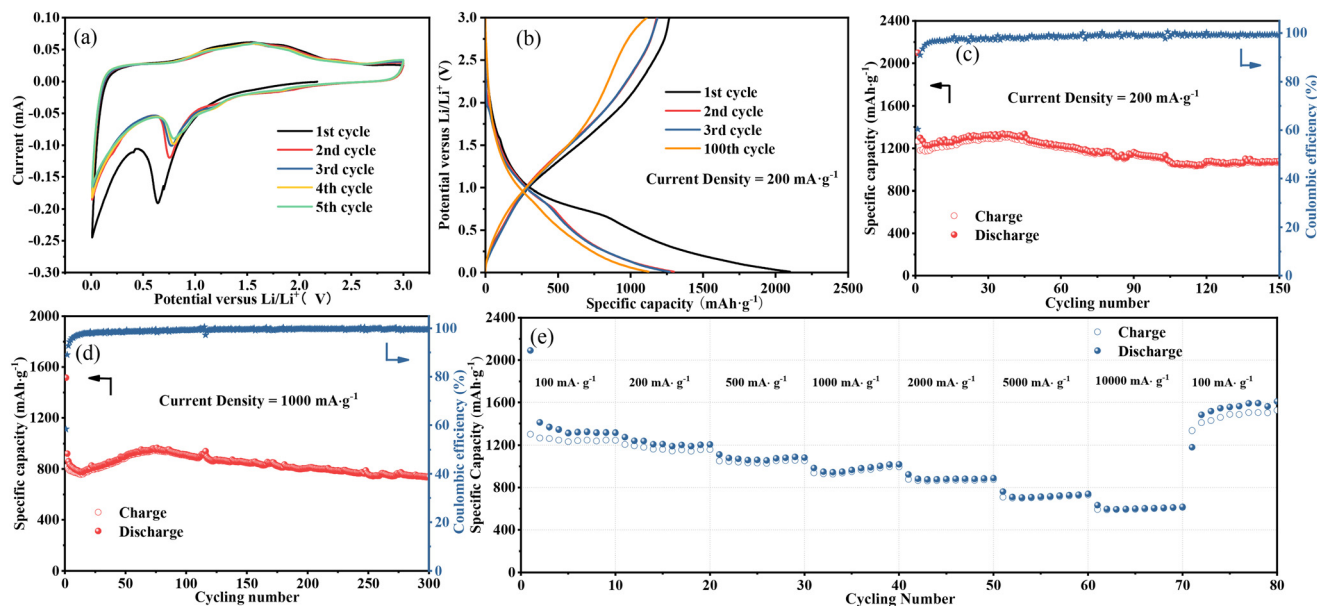 (a)
Current (mA)
0.10
0.05
0.00
-0.05
-0.10
-0.15
-0.20
-0.25
-0.30
1st cycle
2nd cycle
3rd cycle
4th cycle
5th cycle
0.0 0.5 1.0 1.5 2.0 2.5 3.0
Potential versus Li/Li⁺( V)
(b)
Potential versus Li/Li⁺ (V)
3.0
2.5
2.0
1.5
1.0
0.5
0.0
1st cycle
2nd cycle
3rd cycle
100th cycle
Current Density = 200 mA·g⁻¹
0 500 1000 1500 2000 2500
Specific capacity (mAh·g⁻¹)
(c)
Specific capacity (mAh·g⁻¹)
2400
2000
1600
1200
800
400
0
Current Density = 200 mA·g⁻¹
Charge
Discharge
100
80
60
40
20
0
Coulombic efficiency (%)
0 30 60 90 120 150
Cycling number
(d)
Specific capacity (mAh·g⁻¹)
2000
1600
1200
800
400
0
Current Density = 1000 mA·g⁻¹
Charge
Discharge
100
80
60
40
20
0
Coulombic efficiency (%)
0 50 100 150 200 250 300
Cycling number
(e)
Specific Capacity (mAh·g⁻¹)
2400
2000
1600
1200
800
400
0
Charge
Discharge
100 mA· g⁻¹ 200 mA· g⁻¹ 500 mA· g⁻¹ 1000 mA· g⁻¹ 2000 mA· g⁻¹ 5000 mA· g⁻¹ 10000 mA· g⁻¹ 100 mA· g⁻¹
0 10 20 30 40 50 60 70 80
Cycling Number